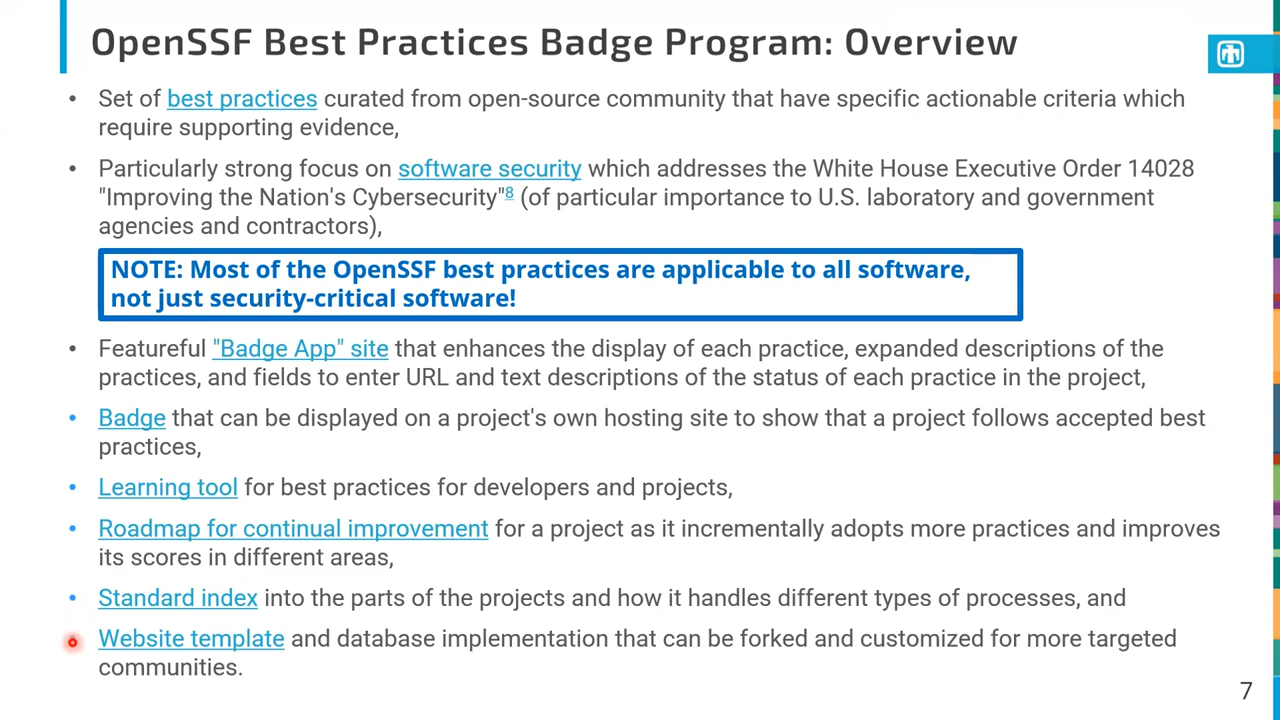 OpenSSF Best Practices Badge Program: Overview
• Set of best practices curated from open-source community that have specific actionable criteria which
require supporting evidence,
• Particularly strong focus on software security which addresses the White House Executive Order 14028
"Improving the Nation's Cybersecurity"8 (of particular importance to U.S. laboratory and government
agencies and contractors),
NOTE: Most of the OpenSSF best practices are applicable to all software,
not just security-critical software!
• Featureful "Badge App" site that enhances the display of each practice, expanded descriptions of the
practices, and fields to enter URL and text descriptions of the status of each practice in the project,
• Badge that can be displayed on a project's own hosting site to show that a project follows accepted best
practices,
• Learning tool for best practices for developers and projects,
• Roadmap for continual improvement for a project as it incrementally adopts more practices and improves
its scores in different areas,
• Standard index into the parts of the projects and how it handles different types of processes, and
• Website template and database implementation that can be forked and customized for more targeted
communities.
7